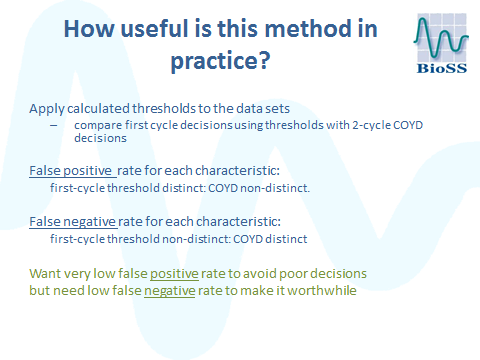 How useful is this method in
practice?
BioSS
Apply calculated thresholds to the data sets
– compare first cycle decisions using thresholds with 2-cycle COYD
decisions
False positive rate for each characteristic:
first-cycle threshold distinct: COYD non-distinct.
False negative rate for each characteristic:
first-cycle threshold non-distinct: COYD distinct
Want very low false positive rate to avoid poor decisions
but need low false negative rate to make it worthwhile